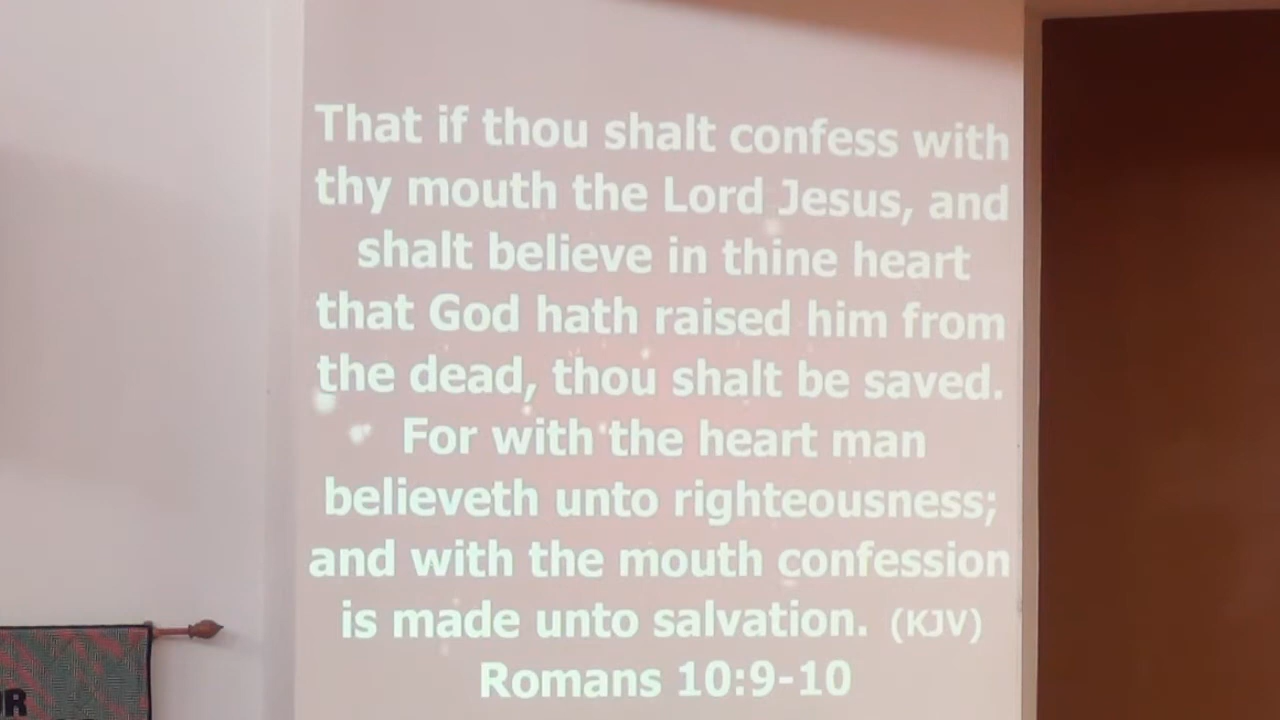 That if thou shalt confess with
thy mouth the Lord Jesus, and
shalt believe in thine heart
that God hath raised him from
the dead, thou shalt be saved.
For with the heart man
believeth unto righteousness;
and with the mouth confession
is made unto salvation. (KJV)
Romans 10:9-10
OR